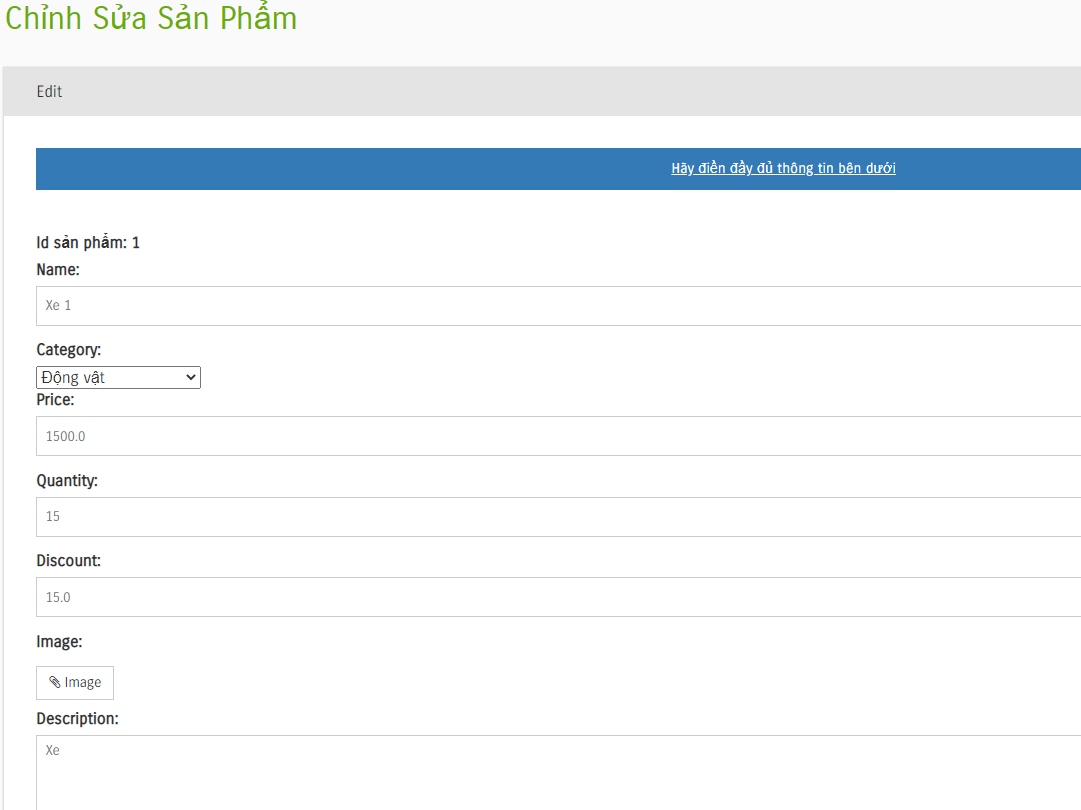 Chỉnh Sửa Sản Phẩm
Edit
Hãy điền đầy đủ thông tin bên dưới
Id sản phẩm: 1
Name:
Xe 1
Category:
Động vật
Price:
1500.0
Quantity:
15
Discount:
15.0
Image:
Image
Description:
Xe